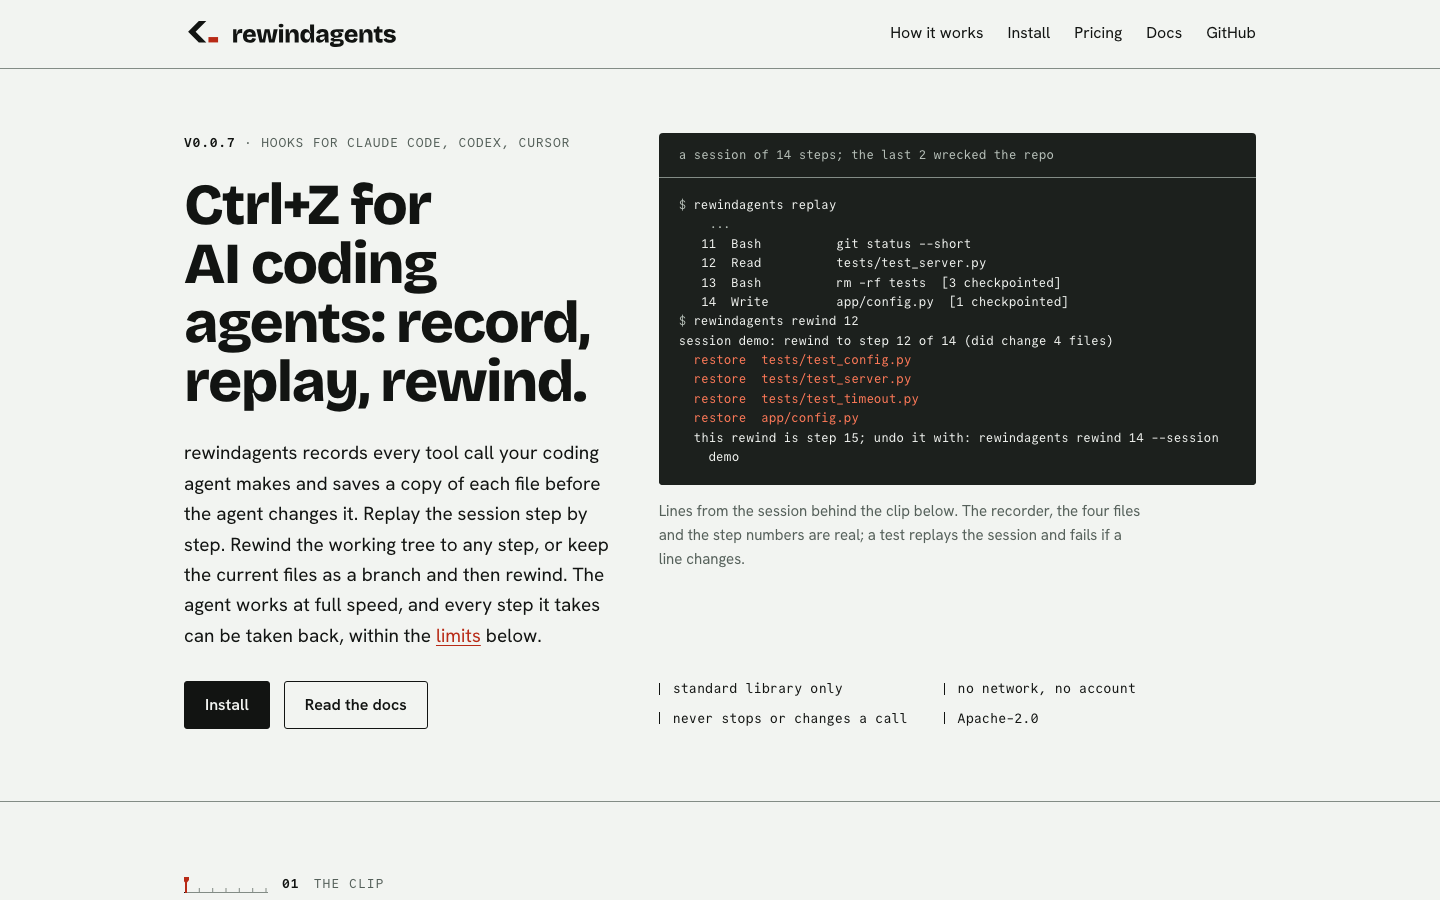 rewindagents
How it works
Install
Pricing
Docs
GitHub
V0.0.7 · HOOKS FOR CLAUDE CODE, CODEX, CURSOR
Ctrl+Z for
AI coding
agents: record,
replay, rewind.
rewindagents records every tool call your coding
agent makes and saves a copy of each file before
the agent changes it. Replay the session step by
step. Rewind the working tree to any step, or keep
the current files as a branch and then rewind. The
agent works at full speed, and every step it takes
can be taken back, within the limits below.
Install
Read the docs
a session of 14 steps; the last 2 wrecked the repo
$ rewindagents replay
...
11 Bash git status --short
12 Read tests/test_server.py
13 Bash rm -rf tests [3 checkpointed]
14 Write app/config.py [1 checkpointed]
$ rewindagents rewind 12
session demo: rewind to step 12 of 14 (did change 4 files)
restore tests/test_config.py
restore tests/test_server.py
restore tests/test_timeout.py
restore app/config.py
this rewind is step 15; undo it with: rewindagents rewind 14 --session
demo
Lines from the session behind the clip below. The recorder, the four files
and the step numbers are real; a test replays the session and fails if a
line changes.
standard library only
no network, no account
never stops or changes a call
Apache-2.0
01 THE CLIP